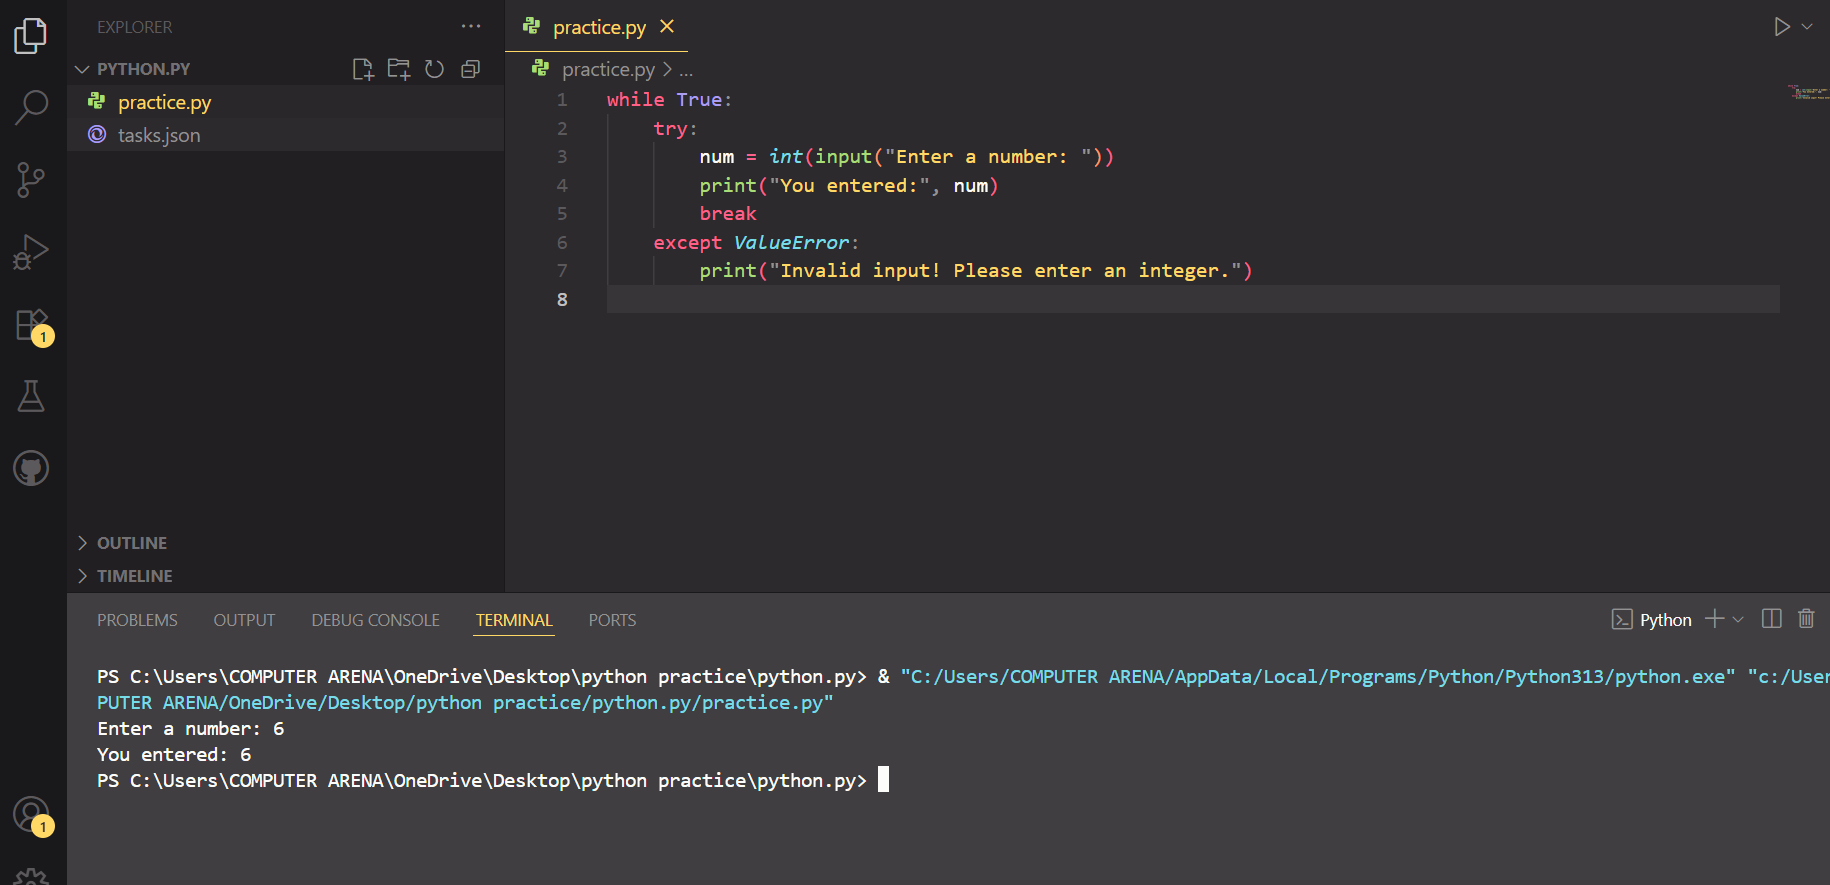 EXPLORER
PYTHON.PY
practice.py
tasks.json
OUTLINE
TIMELINE
practice.py
practice.py > ...
1 while True:
2     try:
3         num = int(input("Enter a number: "))
4         print("You entered:", num)
5         break
6     except ValueError:
7         print("Invalid input! Please enter an integer.")
8
1
1
PROBLEMS OUTPUT DEBUG CONSOLE TERMINAL PORTS
Python
PS C:\Users\COMPUTER ARENA\OneDrive\Desktop\python practice\python.py> & "C:/Users/COMPUTER ARENA/AppData/Local/Programs/Python/Python313/python.exe" "c:/User
PUTER ARENA/OneDrive/Desktop/python practice/python.py/practice.py"
Enter a number: 6
You entered: 6
PS C:\Users\COMPUTER ARENA\OneDrive\Desktop\python practice\python.py>